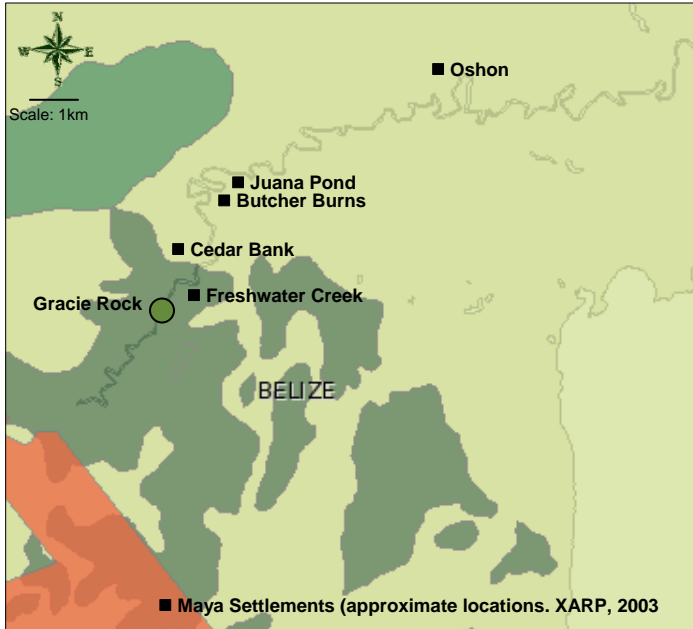 N
W E
S
Scale: 1km
Oshon
Juana Pond
Butcher Burns
Cedar Bank
Freshwater Creek
Gracie Rock
BELIZE
Maya Settlements (approximate locations. XARP, 2003